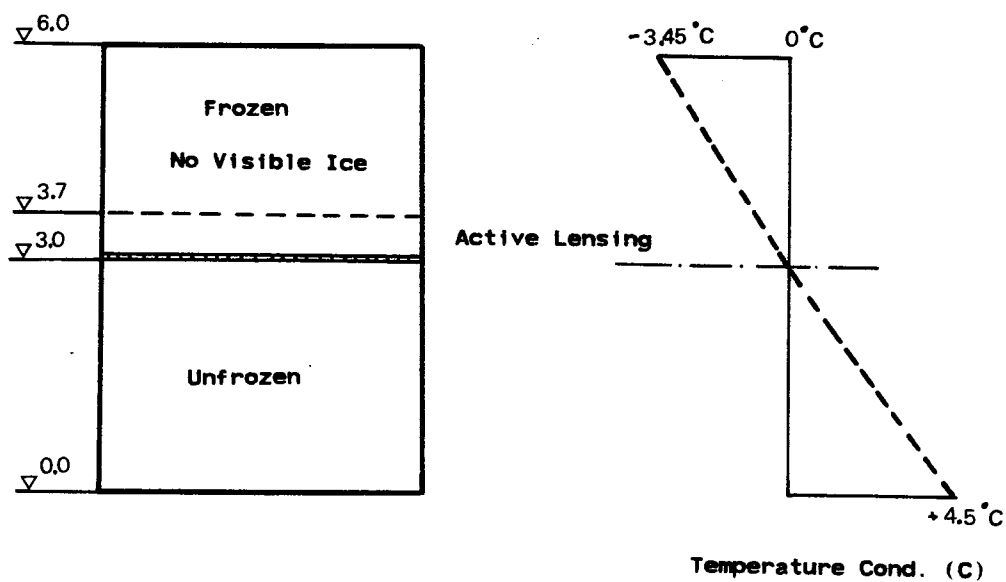 6.0
-3.45°C
0°C
Frozen
No Visible Ice
3.7
3.0
Active Lensing
Unfrozen
0.0
+4.5°C
Temperature Cond. (C)